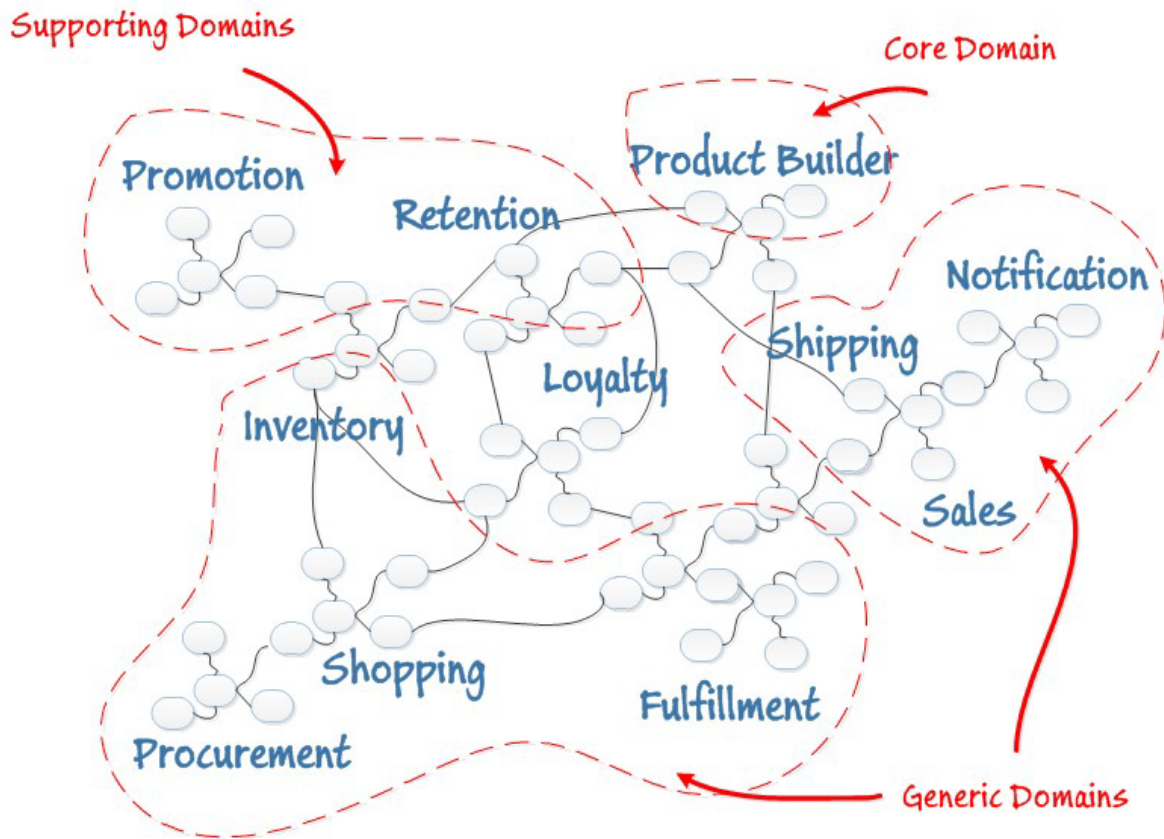 Supporting Domains
Core Domain
Product Builder
Promotion
Retention
Notification
Shipping
Loyalty
Inventory
Sales
Shopping
Fulfillment
Procurement
Generic Domains